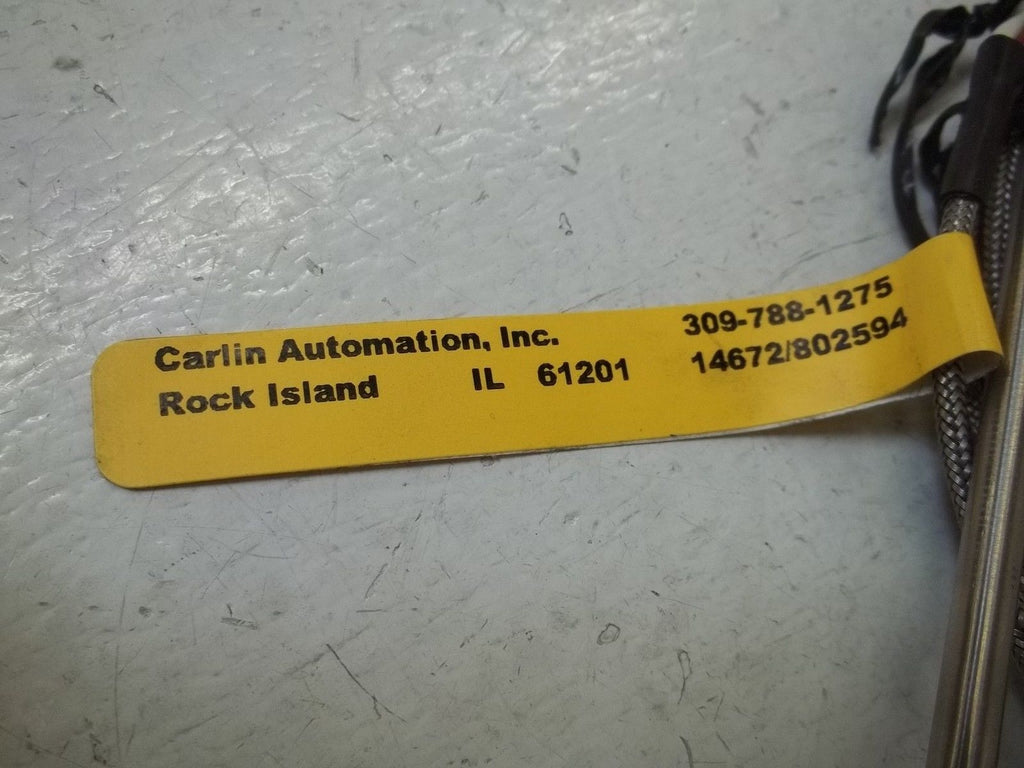 Carlin Automation, Inc. 309-788-1275
Rock Island IL 61201 14672/802594